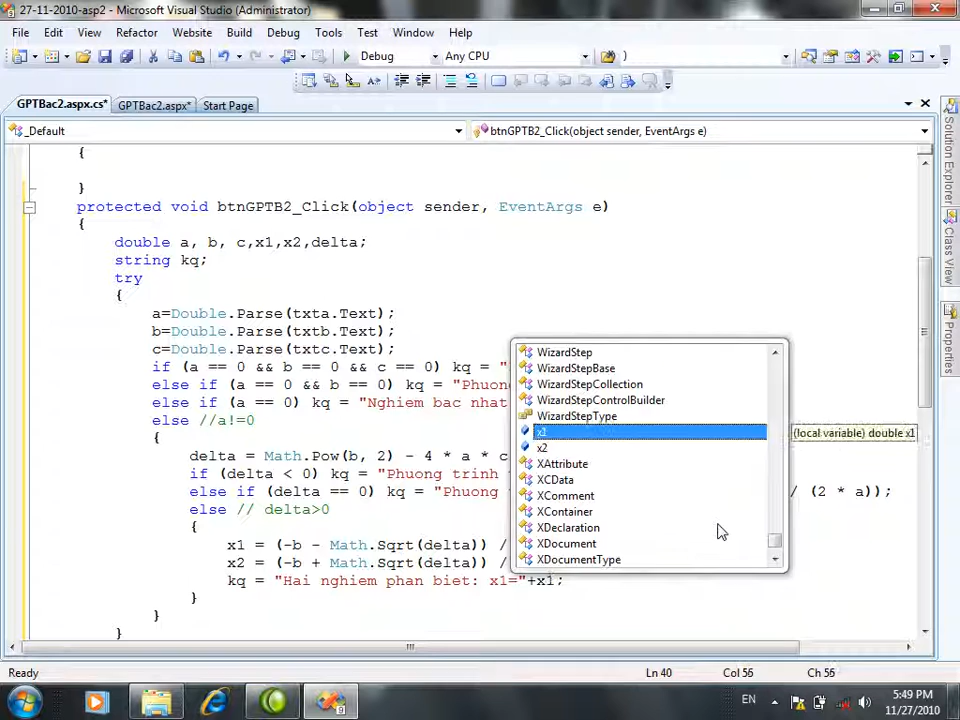 27-11-2010-asp2 - Microsoft Visual Studio (Administrator)
File Edit View Refactor Website Build Debug Tools Test Window Help
Debug Any CPU )
GPTBac2.aspx.cs* GPTBac2.aspx* Start Page
_Default btnGPTB2_Click(object sender, EventArgs e)
{
}
protected void btnGPTB2_Click(object sender, EventArgs e)
{
double a, b, c,x1,x2,delta;
string kq;
try
{
a=Double.Parse(txta.Text);
b=Double.Parse(txtb.Text);
c=Double.Parse(txtc.Text);
if (a == 0 && b == 0 && c == 0) kq = "
else if (a == 0 && b == 0) kq = "Phuong
else if (a == 0) kq = "Nghiem bac nhat
else //a!=0
{
delta = Math.Pow(b, 2) - 4 * a * c
if (delta < 0) kq = "Phuong trinh
else if (delta == 0) kq = "Phuong / (2 * a));
else // delta>0
{
x1 = (-b - Math.Sqrt(delta)) /
x2 = (-b + Math.Sqrt(delta)) /
kq = "Hai nghiem phan biet: x1="+x1;
}
}
}
WizardStep
WizardStepBase
WizardStepCollection
WizardStepControlBuilder
WizardStepType
x1
x2
XAttribute
XCData
XComment
XContainer
XDeclaration
XDocument
XDocumentType
(local variable) double x1
Solution Explorer
Class View
Properties
Ready Ln 40 Col 56 Ch 56
EN
5:49 PM
11/27/2010